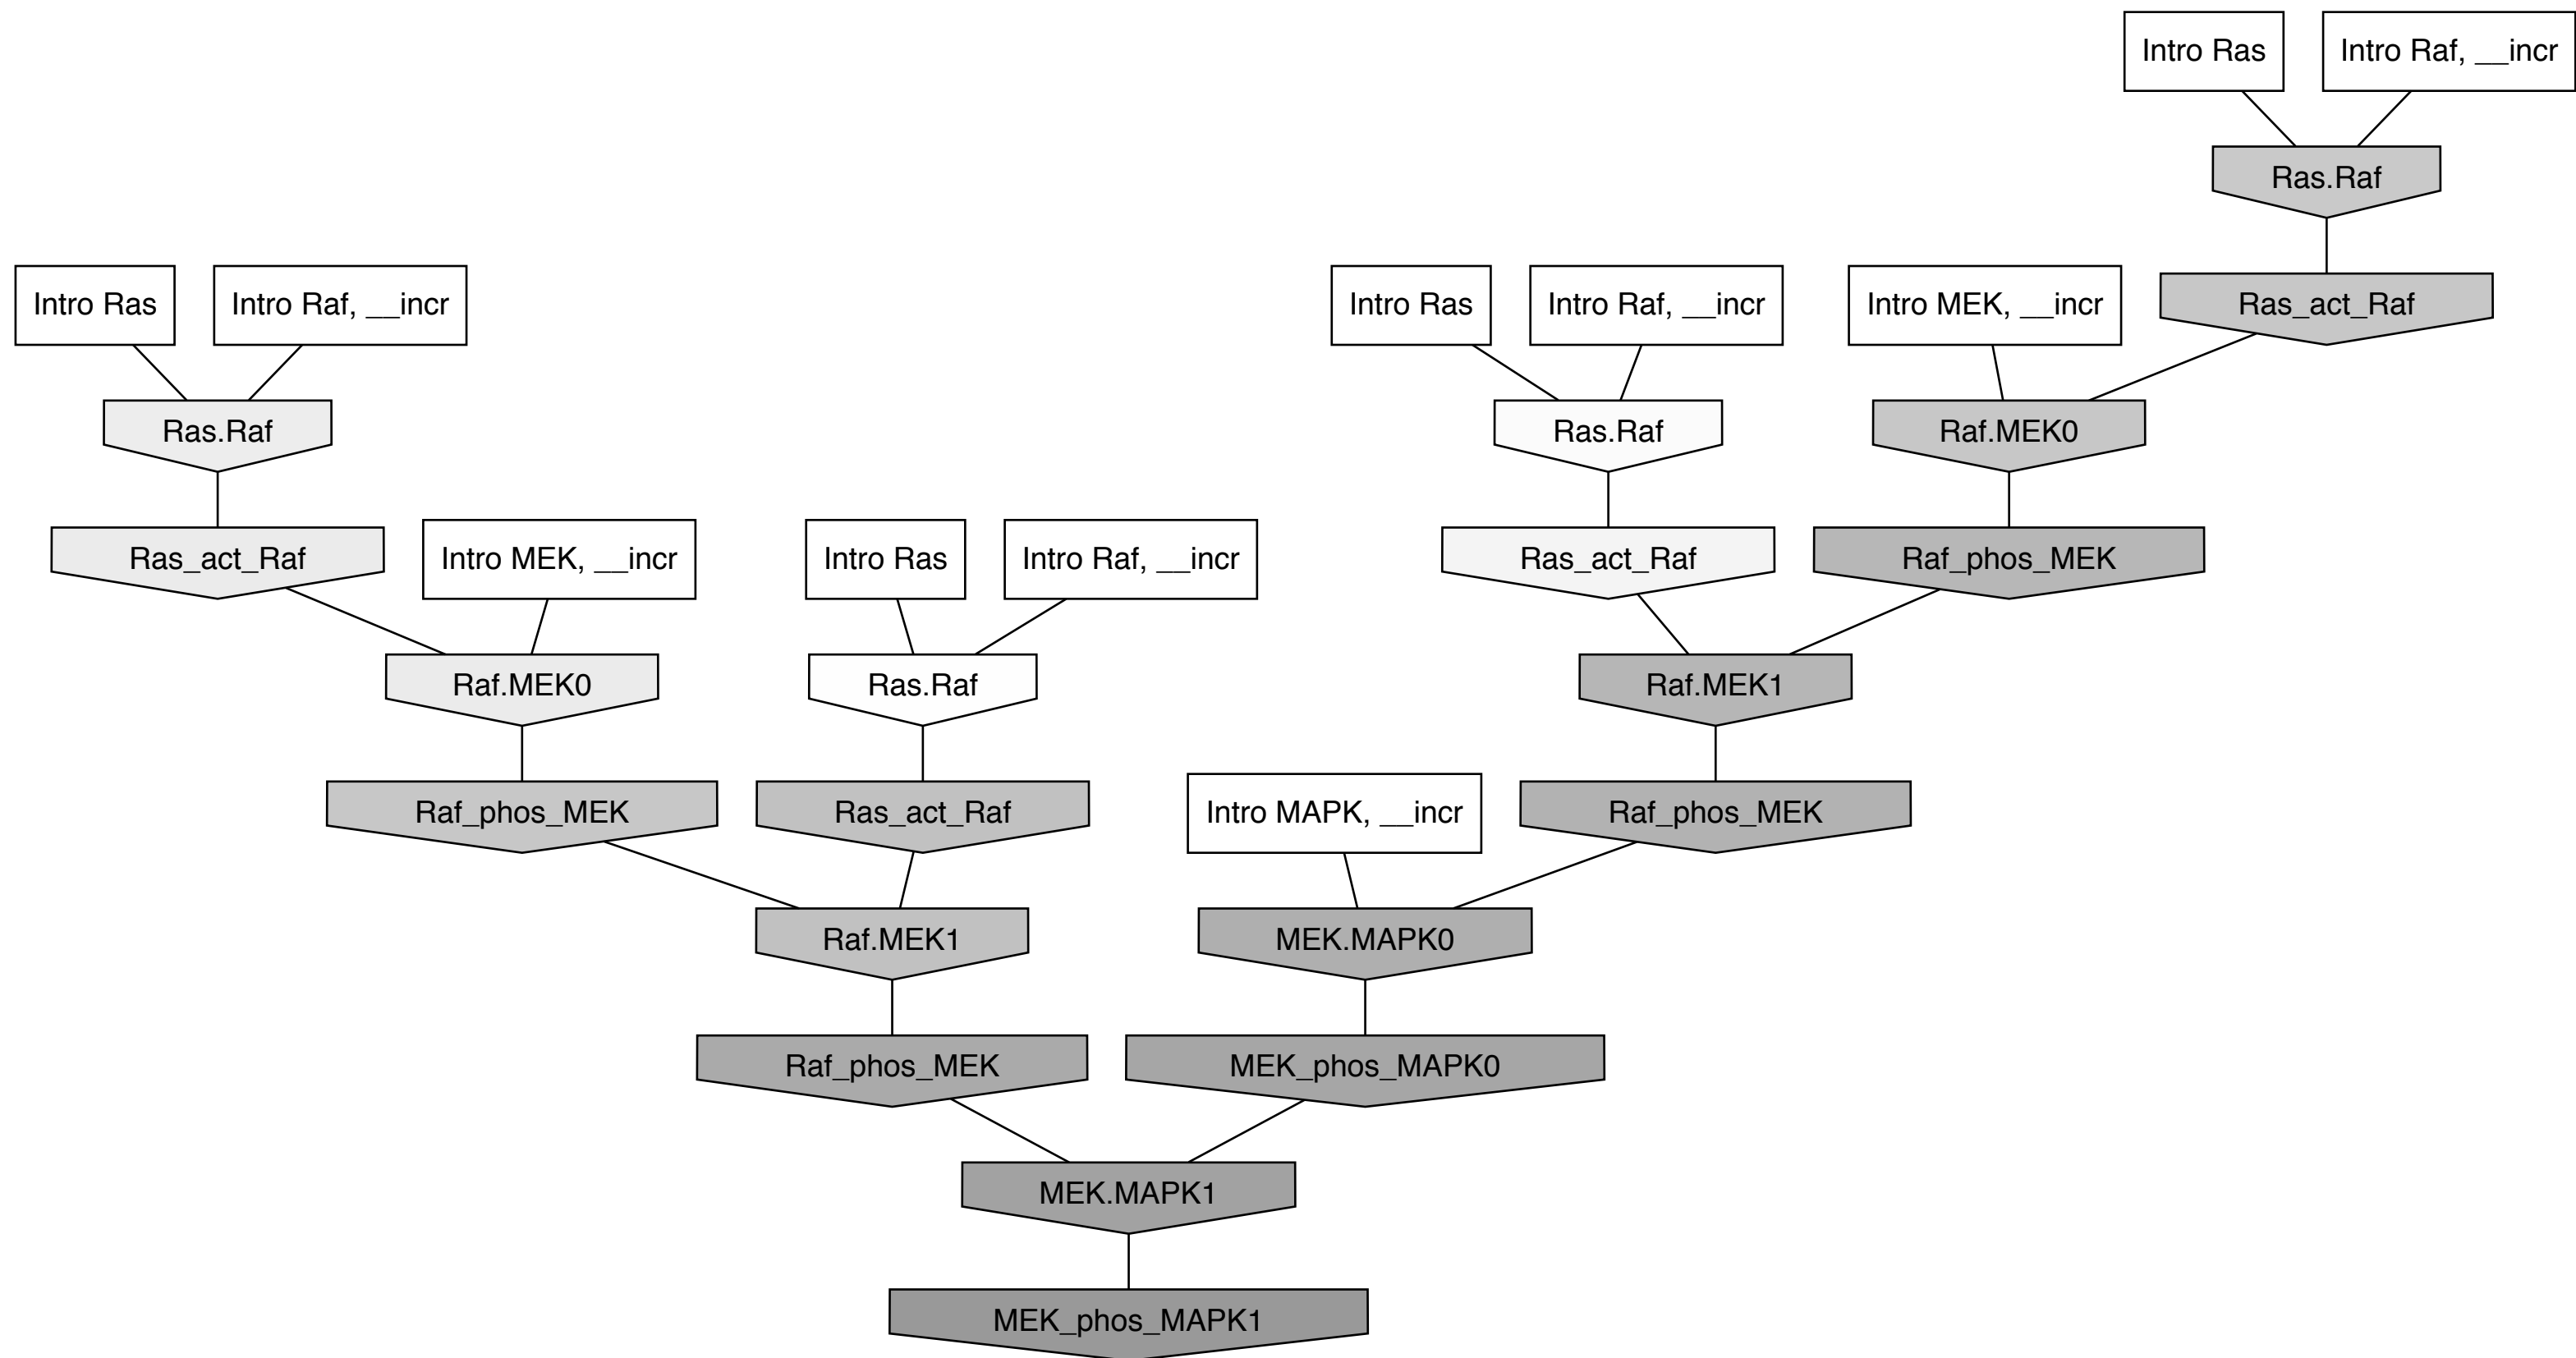 Intro Ras
Intro Raf, __incr
Ras.Raf
Intro Ras
Intro Raf, __incr
Intro Ras
Intro Raf, __incr
Intro MEK, __incr
Ras_act_Raf
Ras.Raf
Ras.Raf
Raf.MEK0
Ras_act_Raf
Intro MEK, __incr
Intro Ras
Intro Raf, __incr
Ras_act_Raf
Raf_phos_MEK
Raf.MEK0
Ras.Raf
Raf.MEK1
Raf_phos_MEK
Ras_act_Raf
Intro MAPK, __incr
Raf_phos_MEK
Raf.MEK1
MEK.MAPK0
Raf_phos_MEK
MEK_phos_MAPK0
MEK.MAPK1
MEK_phos_MAPK1